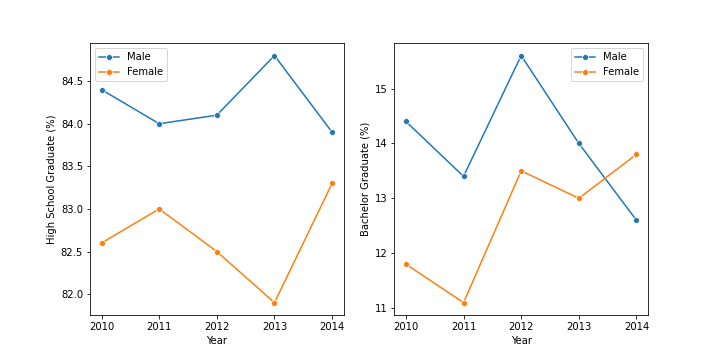 Male
Female
High School Graduate (%)
84.5
84.0
83.5
83.0
82.5
82.0
2010 2011 2012 2013 2014
Year
Male
Female
Bachelor Graduate (%)
15
14
13
12
11
2010 2011 2012 2013 2014
Year